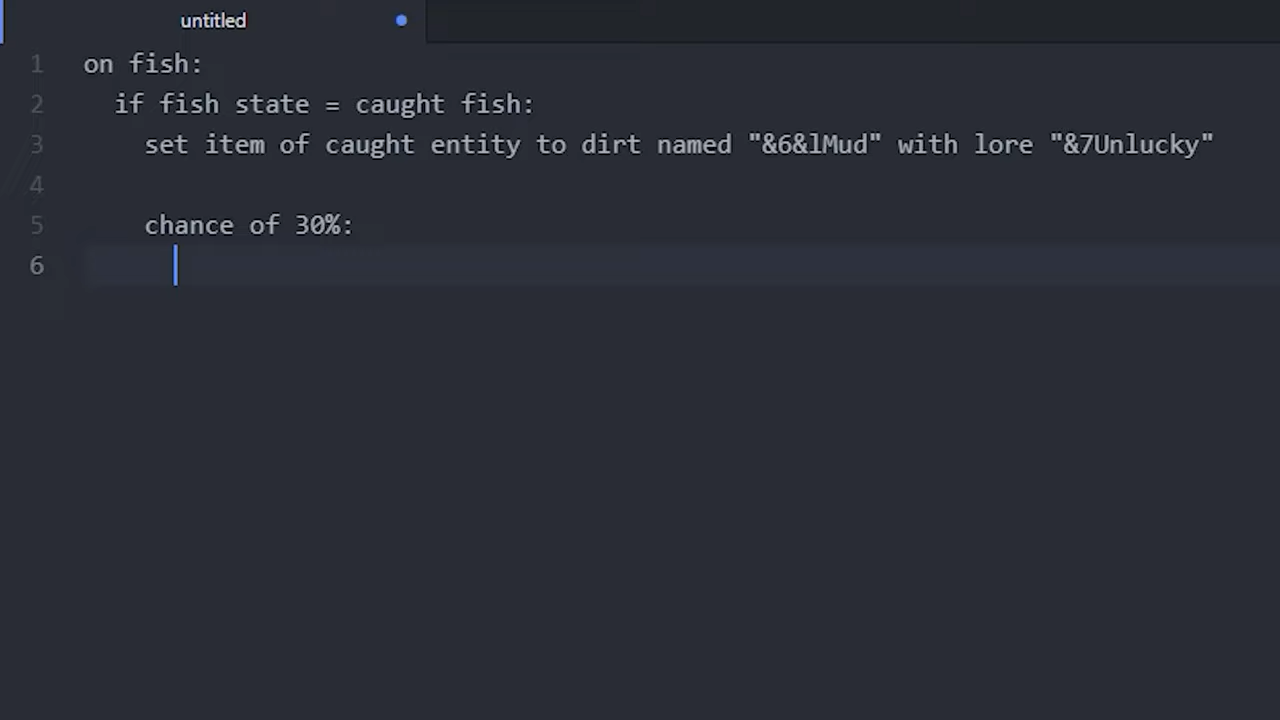 untitled
1 on fish:
2 if fish state = caught fish:
3 set item of caught entity to dirt named "&6&lMud" with lore "&7Unlucky"
4
5 chance of 30%:
6